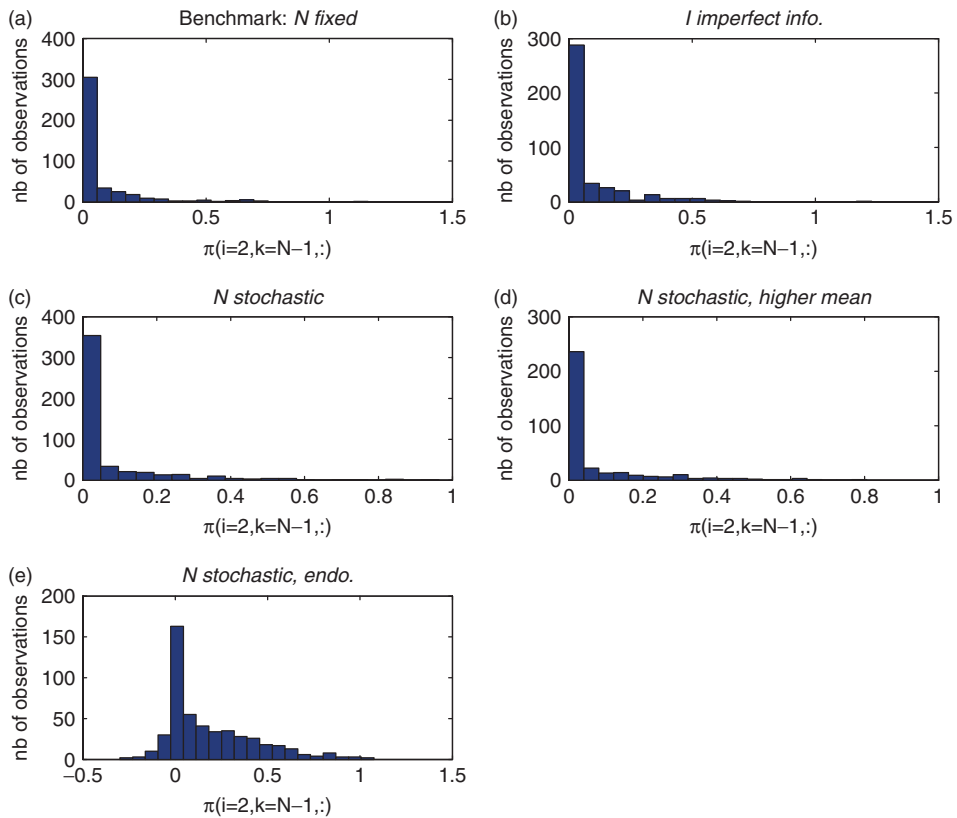 (a) Benchmark: N fixed
400
300
200
100
0
nb of observations
0 0.5 1 1.5
π(i=2,k=N–1,:)
(b) I imperfect info.
300
200
100
0
nb of observations
0 0.5 1 1.5
π(i=2,k=N–1,:)
(c) N stochastic
400
300
200
100
0
nb of observations
0 0.2 0.4 0.6 0.8 1
π(i=2,k=N–1,:)
(d) N stochastic, higher mean
300
200
100
0
nb of observations
0 0.2 0.4 0.6 0.8 1
π(i=2,k=N–1,:)
(e) N stochastic, endo.
200
150
100
50
0
nb of observations
–0.5 0 0.5 1 1.5
π(i=2,k=N–1,:)